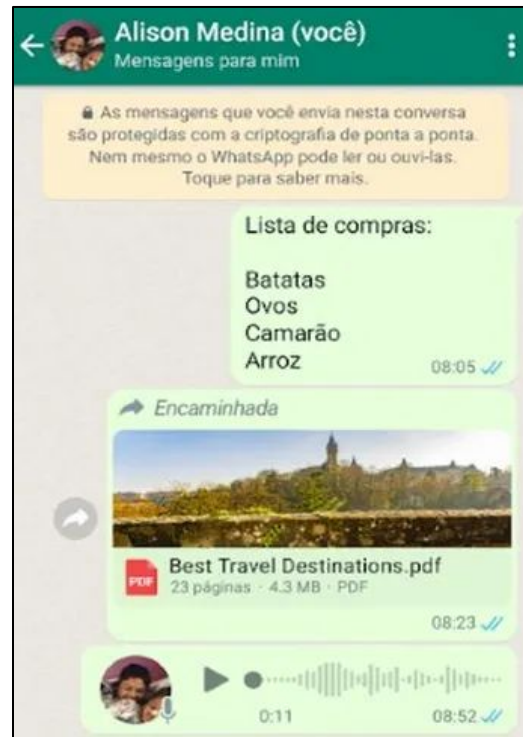 Alison Medina (você)
Mensagens para mim
As mensagens que você envia nesta conversa
são protegidas com a criptografia de ponta a ponta.
Nem mesmo o WhatsApp pode ler ou ouvi-las.
Toque para saber mais.
Lista de compras:
Batatas
Ovos
Camarão
Arroz
08:05
Encaminhada
PDF
Best Travel Destinations.pdf
23 páginas · 4.3 MB · PDF
08:23
0:11
08:52